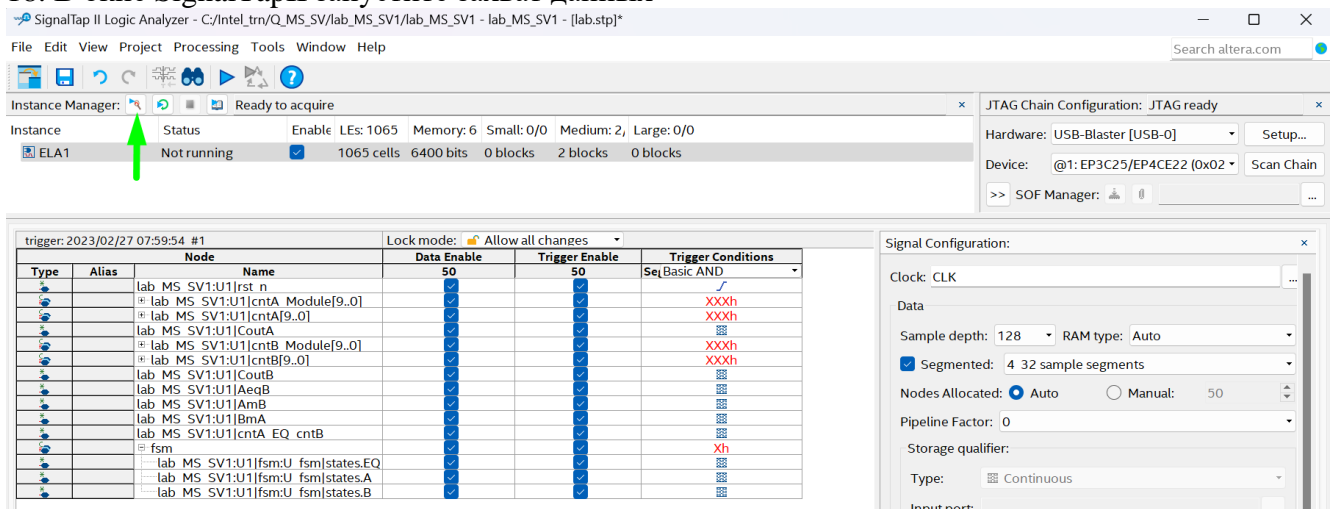 SignalTap II Logic Analyzer - C:/Intel_trn/Q_MS_SV/lab_MS_SV1/lab_MS_SV1 - lab_MS_SV1 - [lab.stp]*
File Edit View Project Processing Tools Window Help
Search altera.com
Instance Manager: Ready to acquire
JTAG Chain Configuration: JTAG ready
Instance Status Enable LEs: 1065 Memory: 6 Small: 0/0 Medium: 2, Large: 0/0
Hardware: USB-Blaster [USB-0] Setup...
ELA1 Not running 1065 cells 6400 bits 0 blocks 2 blocks 0 blocks
Device: @1: EP3C25/EP4CE22 (0x02 Scan Chain
>> SOF Manager: ...
trigger: 2023/02/27 07:59:54 #1 Lock mode: Allow all changes
Signal Configuration:
Node Data Enable Trigger Enable Trigger Conditions
Type Alias Name 50 50 Basic AND
Clock: CLK ...
lab_MS_SV1:U1|rst_n
lab_MS_SV1:U1|cntA_Module[9..0] XXXh
Data
lab_MS_SV1:U1|cntA[9..0] XXXh
lab_MS_SV1:U1|CoutA
Sample depth: 128 RAM type: Auto
lab_MS_SV1:U1|cntB_Module[9..0] XXXh
lab_MS_SV1:U1|cntB[9..0] XXXh
Segmented: 4 32 sample segments
lab_MS_SV1:U1|CoutB
lab_MS_SV1:U1|AeqB
Nodes Allocated: Auto Manual: 50
lab_MS_SV1:U1|AmB
lab_MS_SV1:U1|BmA
Pipeline Factor: 0
lab_MS_SV1:U1|cntA_EQ_cntB
fsm Xh
Storage qualifier:
lab_MS_SV1:U1|fsm:U_fsm|states.EQ
lab_MS_SV1:U1|fsm:U_fsm|states.A
Type: Continuous
lab_MS_SV1:U1|fsm:U_fsm|states.B
Input port: